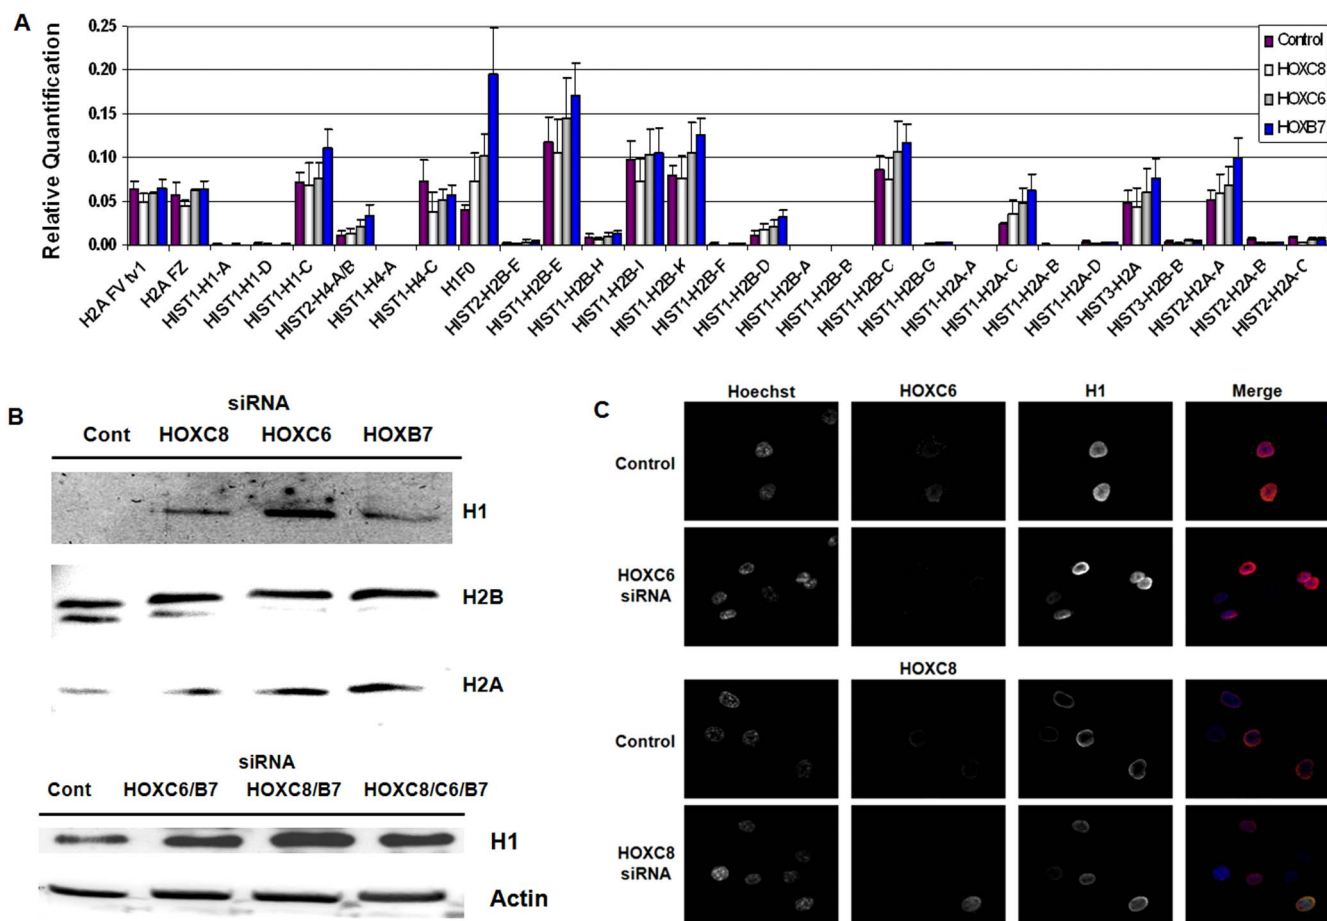 A
Relative Quantification
0.25
0.20
0.15
0.10
0.05
0.00
Control
HOXC8
HOXC6
HOXB7
H2A FV tv1
H2A FZ
HIST1-H1-A
HIST1-H1-D
HIST1-H1-C
HIST2-H4-A/B
HIST1-H4-A
HIST1-H4-C
H1F0
HIST2-H2B-E
HIST1-H2B-E
HIST1-H2B-H
HIST1-H2B-I
HIST1-H2B-K
HIST1-H2B-F
HIST1-H2B-D
HIST1-H2B-A
HIST1-H2B-B
HIST1-H2B-C
HIST1-H2B-G
HIST1-H2A-A
HIST1-H2A-C
HIST1-H2A-B
HIST1-H2A-D
HIST3-H2A
HIST3-H2B-B
HIST2-H2A-A
HIST2-H2A-B
HIST2-H2A-C
B
siRNA
Cont HOXC8 HOXC6 HOXB7
H1
H2B
H2A
siRNA
Cont HOXC6/B7 HOXC8/B7 HOXC8/C6/B7
H1
Actin
C
Hoechst HOXC6 H1 Merge
Control
HOXC6
siRNA
HOXC8
Control
HOXC8
siRNA